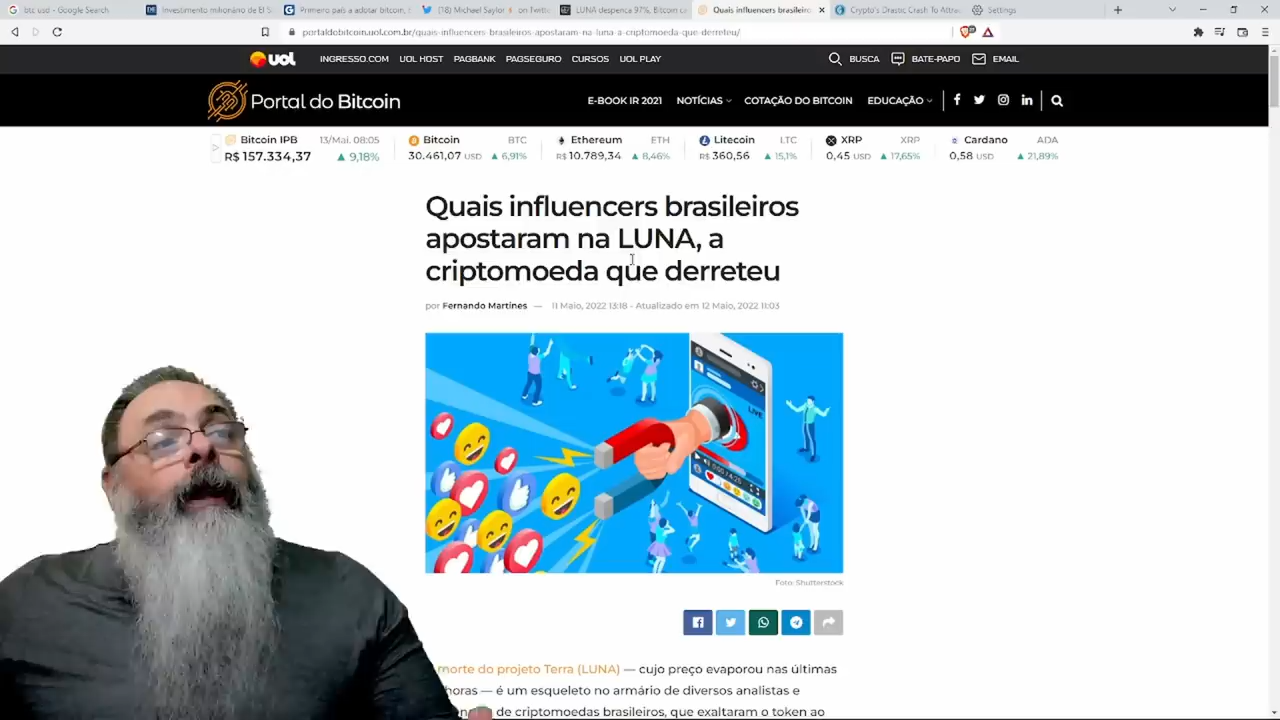 btc usd - Google Search
Investimento milionário de El S
Primeiro país a adotar bitcoin,
(18) Michael Saylor on Twitte
LUNA despenca 97%, Bitcoin ca
Quais influencers brasileiro
Crypto's Drastic Crash To Attra
Settings
portaldobitcoin.uol.com.br/quais-influencers-brasileiros-apostaram-na-luna-a-criptomoeda-que-derreteu/
UOL INGRESSO.COM UOL HOST PAGBANK PAGSEGURO CURSOS UOL PLAY BUSCA BATE-PAPO EMAIL
Portal do Bitcoin E-BOOK IR 2021 NOTÍCIAS COTAÇÃO DO BITCOIN EDUCAÇÃO
Bitcoin IPB 13/Mai, 08:05 Bitcoin BTC Ethereum ETH Litecoin LTC XRP XRP Cardano ADA
R$ 157.334,37 ▲ 9,18% 30.461,07 USD ▲ 6,91% R$ 10.789,34 ▲ 8,46% R$ 360,56 ▲ 15,1% 0,45 USD ▲ 17,65% 0,58 USD ▲ 21,89%
Quais influencers brasileiros
apostaram na LUNA, a
criptomoeda que derreteu
por Fernando Martines — 11 Maio, 2022 13:18 - Atualizado em 12 Maio, 2022 11:03
LIVE
Foto: Shutterstock
morte do projeto Terra (LUNA) — cujo preço evaporou nas últimas
horas — é um esqueleto no armário de diversos analistas e
de criptomoedas brasileiros, que exaltaram o token ao